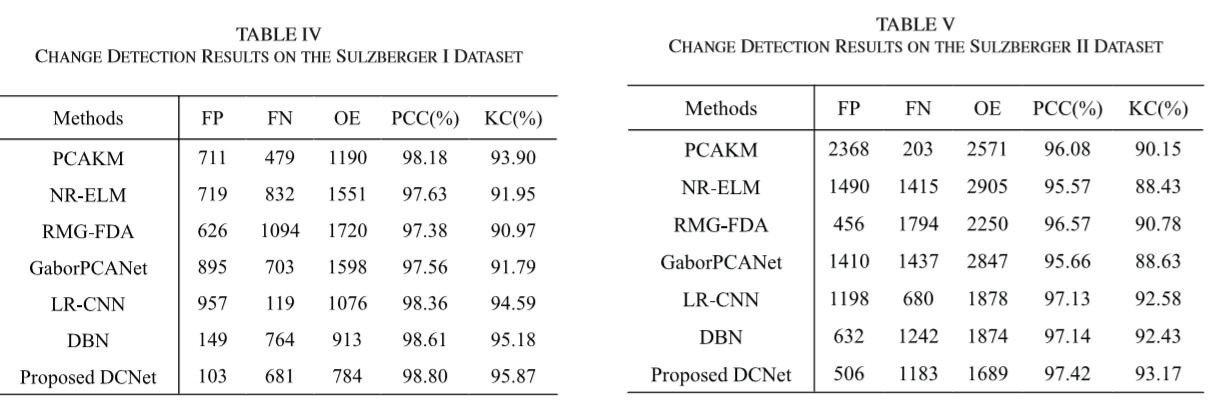 TABLE IV
CHANGE DETECTION RESULTS ON THE SULZBERGER I DATASET
Methods FP FN OE PCC(%) KC(%)
PCAKM 711 479 1190 98.18 93.90
NR-ELM 719 832 1551 97.63 91.95
RMG-FDA 626 1094 1720 97.38 90.97
GaborPCANet 895 703 1598 97.56 91.79
LR-CNN 957 119 1076 98.36 94.59
DBN 149 764 913 98.61 95.18
Proposed DCNet 103 681 784 98.80 95.87
TABLE V
CHANGE DETECTION RESULTS ON THE SULZBERGER II DATASET
Methods FP FN OE PCC(%) KC(%)
PCAKM 2368 203 2571 96.08 90.15
NR-ELM 1490 1415 2905 95.57 88.43
RMG-FDA 456 1794 2250 96.57 90.78
GaborPCANet 1410 1437 2847 95.66 88.63
LR-CNN 1198 680 1878 97.13 92.58
DBN 632 1242 1874 97.14 92.43
Proposed DCNet 506 1183 1689 97.42 93.17